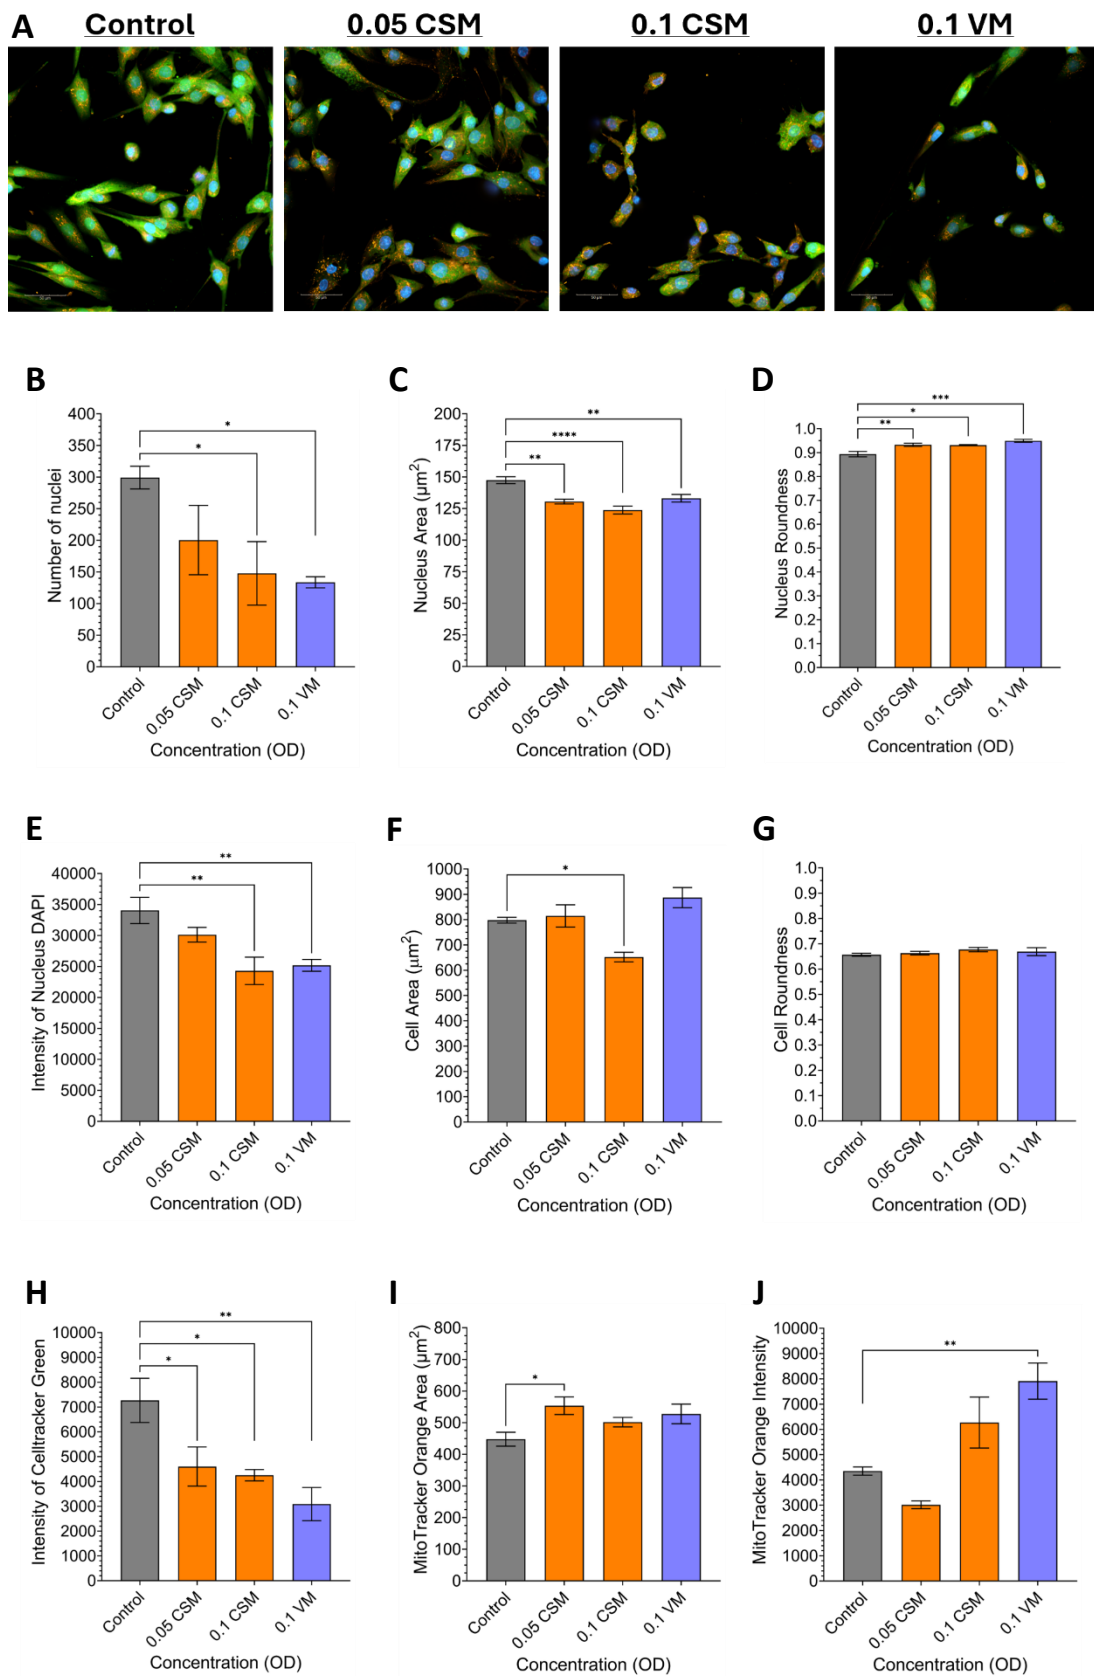 A
Control
0.05 CSM
0.1 CSM
0.1 VM
B
Number of nuclei
400
350
300
250
200
150
100
50
0
*
*
Control
0.05 CSM
0.1 CSM
0.1 VM
Concentration (OD)
C
Nucleus Area (μm²)
200
175
150
125
100
75
50
25
0
**
****
**
Control
0.05 CSM
0.1 CSM
0.1 VM
Concentration (OD)
D
Nucleus Roundness
1.0
0.9
0.8
0.7
0.6
0.5
0.4
0.3
0.2
0.1
0.0
***
*
**
Control
0.05 CSM
0.1 CSM
0.1 VM
Concentration (OD)
E
Intensity of Nucleus DAPI
40000
35000
30000
25000
20000
15000
10000
5000
0
**
**
Control
0.05 CSM
0.1 CSM
0.1 VM
Concentration (OD)
F
Cell Area (μm²)
1000
900
800
700
600
500
400
300
200
100
0
*
Control
0.05 CSM
0.1 CSM
0.1 VM
Concentration (OD)
G
Cell Roundness
1.0
0.9
0.8
0.7
0.6
0.5
0.4
0.3
0.2
0.1
0.0
Control
0.05 CSM
0.1 CSM
0.1 VM
Concentration (OD)
H
Intensity of Celltracker Green
10000
9000
8000
7000
6000
5000
4000
3000
2000
1000
0
**
*
*
Control
0.05 CSM
0.1 CSM
0.1 VM
Concentration (OD)
I
MitoTracker Orange Area (μm²)
800
700
600
500
400
300
200
100
0
*
Control
0.05 CSM
0.1 CSM
0.1 VM
Concentration (OD)
J
MitoTracker Orange Intensity
10000
9000
8000
7000
6000
5000
4000
3000
2000
1000
0
**
Control
0.05 CSM
0.1 CSM
0.1 VM
Concentration (OD)